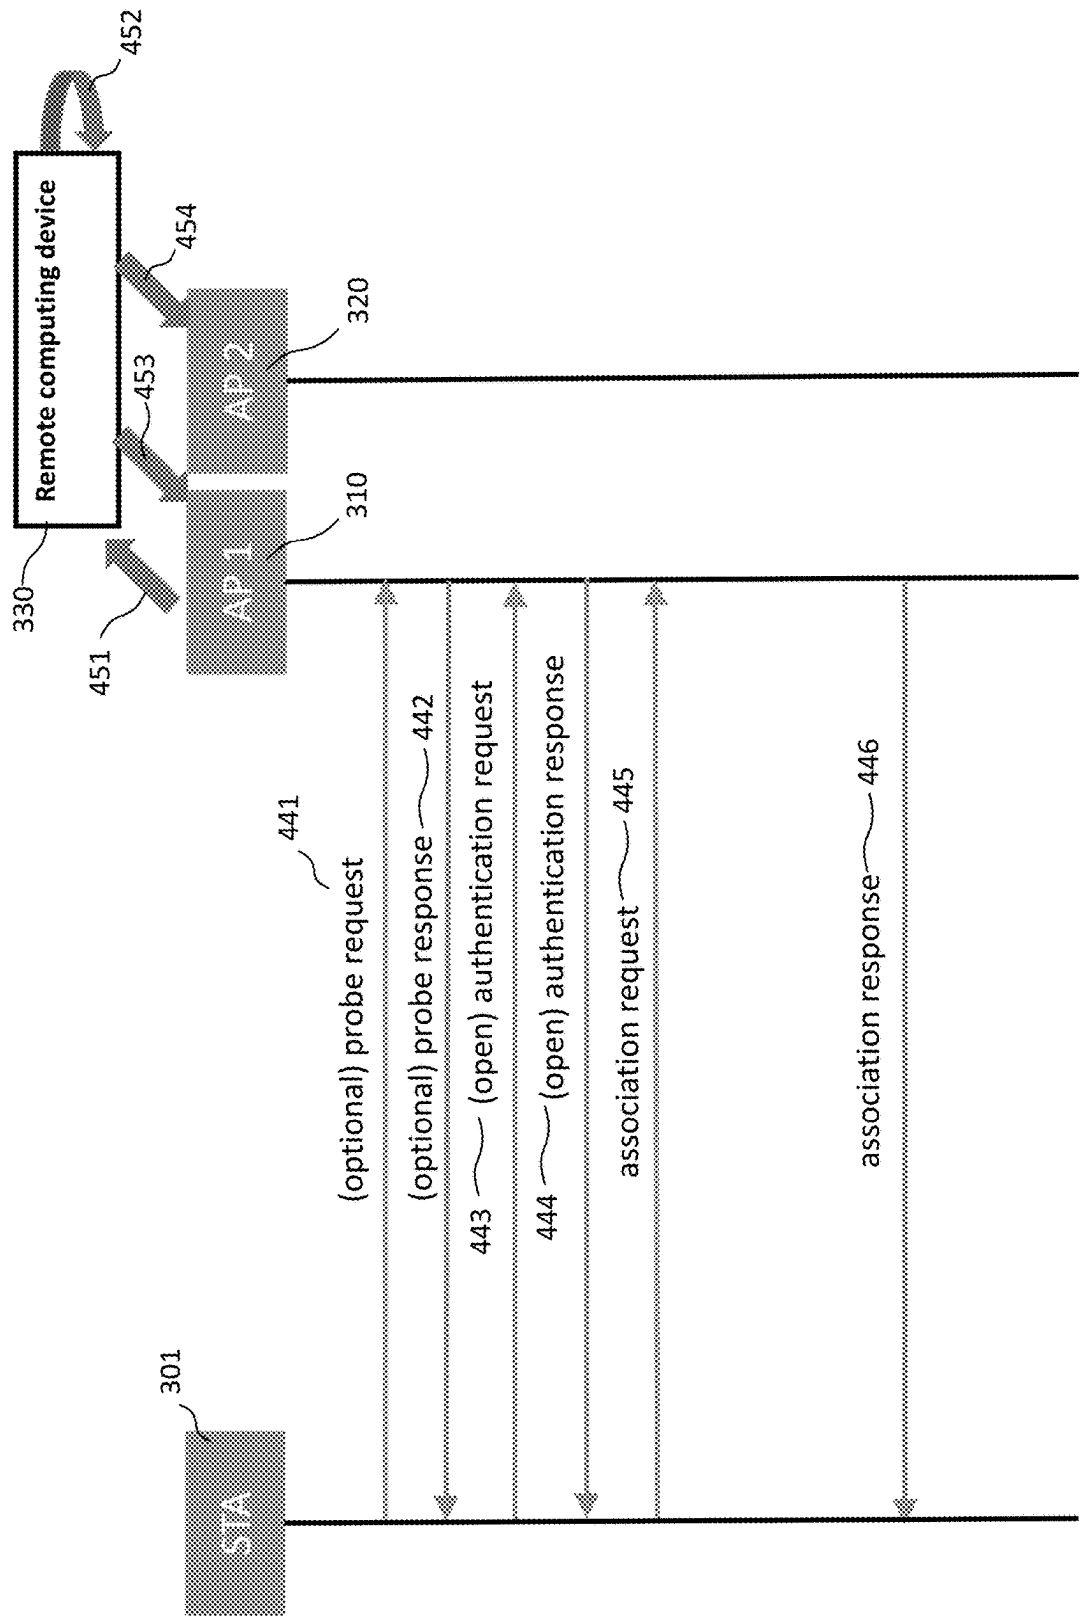 330
Remote computing device
452
451
453
454
301
STA
AP 1
AP 2
441
310
320
(optional) probe request
(optional) probe response 442
443 (open) authentication request
444 (open) authentication response
association request 445
association response 446